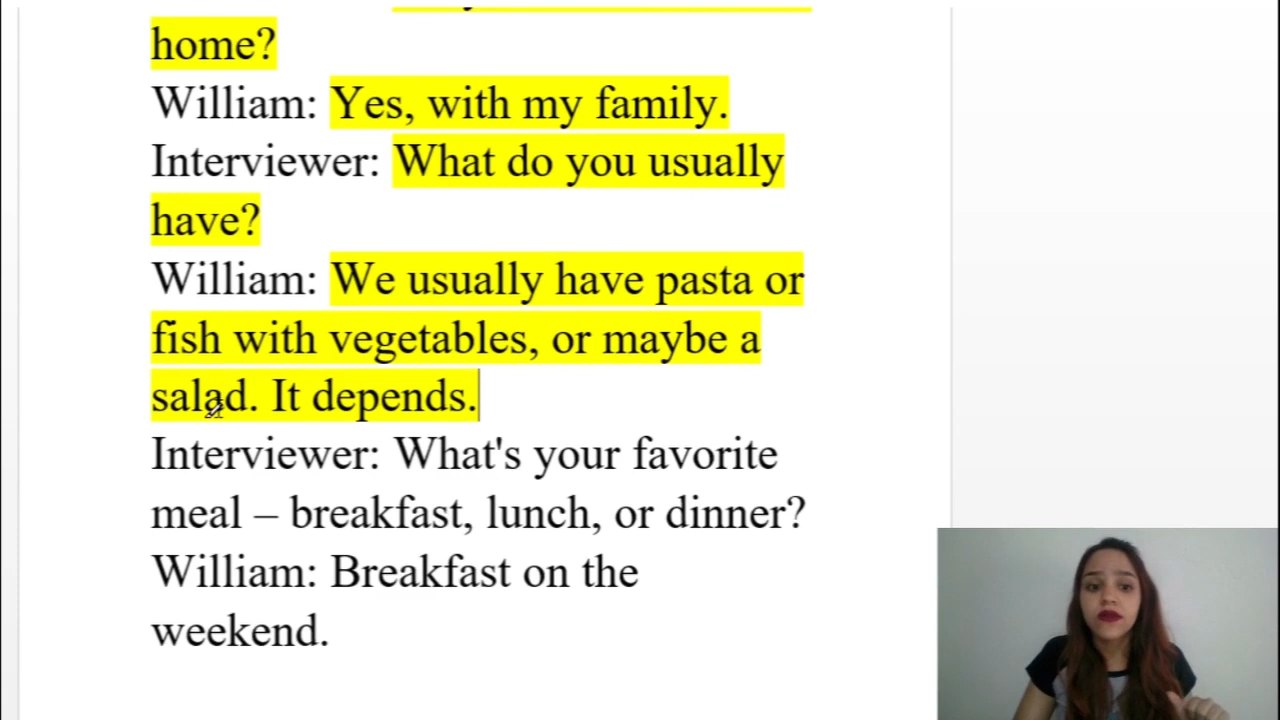 home?
William: Yes, with my family.
Interviewer: What do you usually
have?
William: We usually have pasta or
fish with vegetables, or maybe a
salad. It depends.
Interviewer: What's your favorite
meal – breakfast, lunch, or dinner?
William: Breakfast on the
weekend.